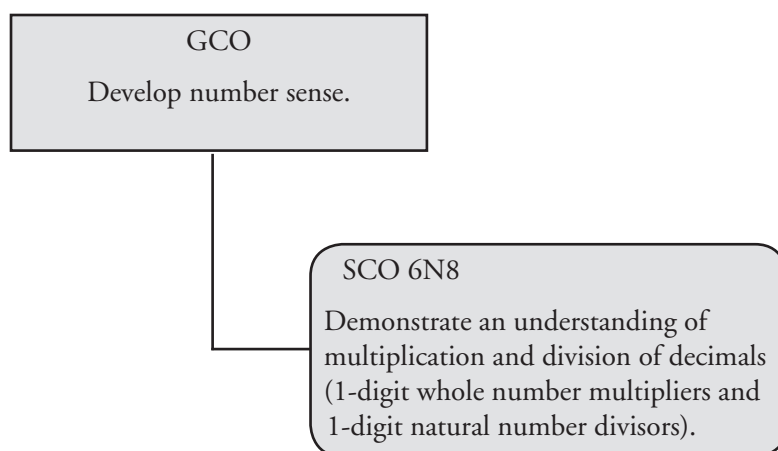 GCO
Develop number sense.
SCO 6N8
Demonstrate an understanding of
multiplication and division of decimals
(1-digit whole number multipliers and
1-digit natural number divisors).